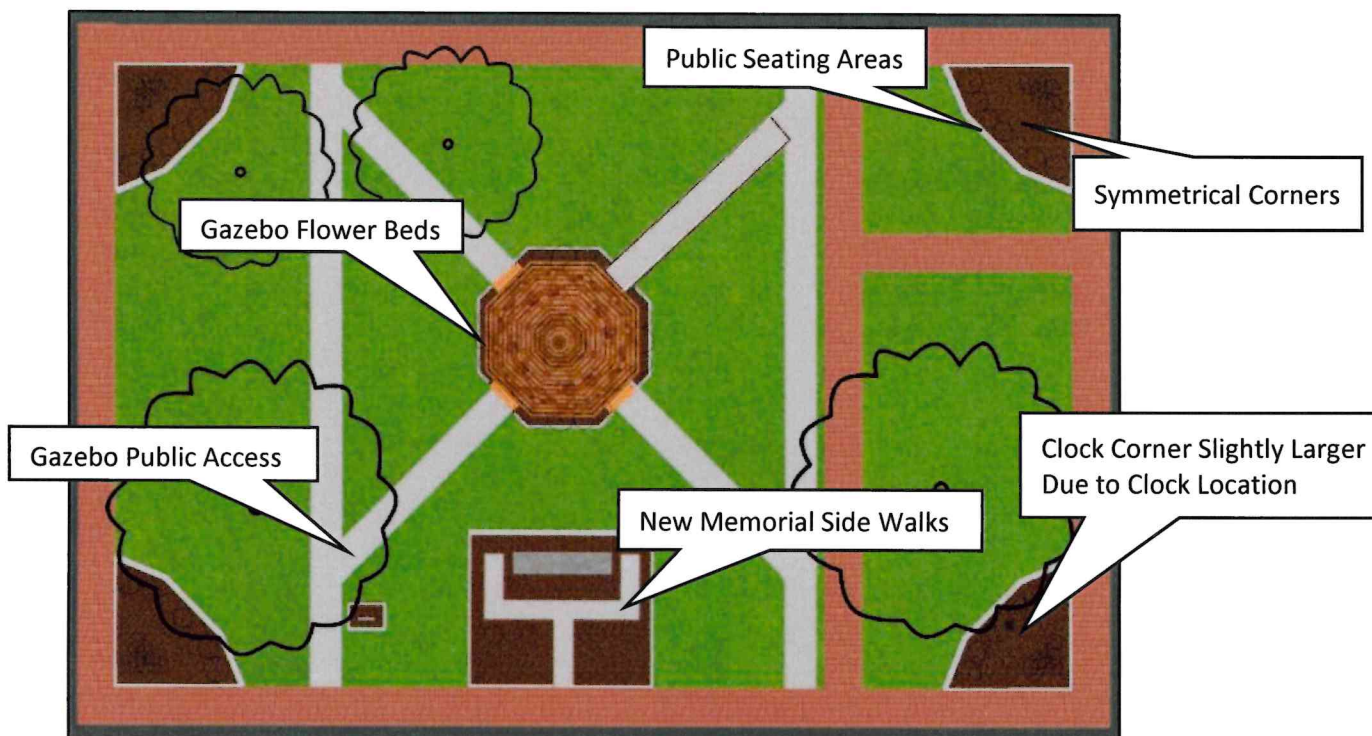 Public Seating Areas
Symmetrical Corners
Gazebo Flower Beds
Gazebo Public Access
Clock Corner Slightly Larger
Due to Clock Location
New Memorial Side Walks